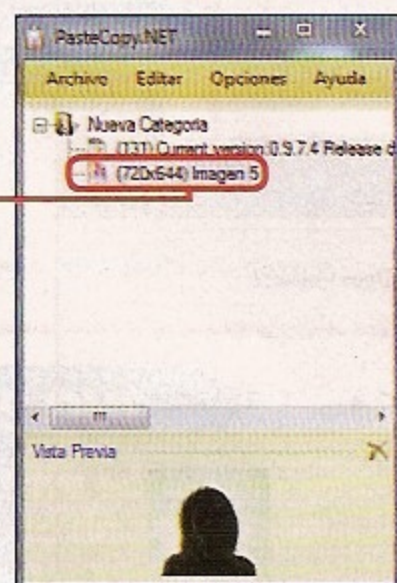 PasteCopy.NET
Archivo Editar Opciones Ayuda
Nueva Categoria
(131) Current version:0.9.7.4 Release d
(720x644) Imagen 5
Vista Previa